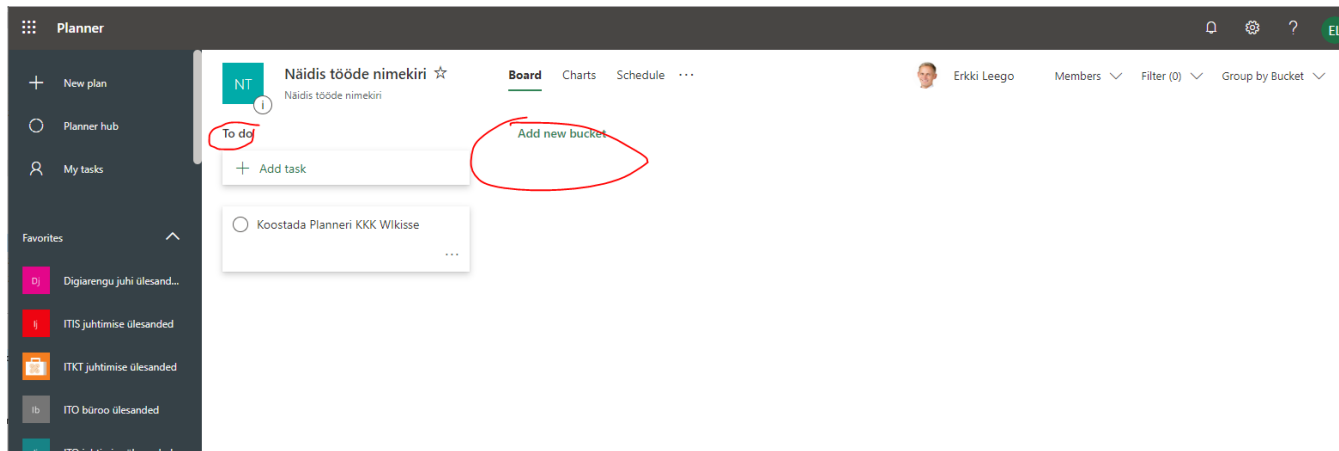 Planner
EL
New plan
Planner hub
My tasks
Favorites
Dj Digiarengu juhi ülesand...
Ij ITIS juhtimise ülesanded
ITKT juhtimise ülesanded
Ib ITO büroo ülesanded
NT Näidis tööde nimekiri
Näidis tööde nimekiri
Board Charts Schedule ...
Erkki Leego Members Filter (0) Group by Bucket
To do
Add new bucket
+ Add task
Koostada Planneri KKK WIkisse
...